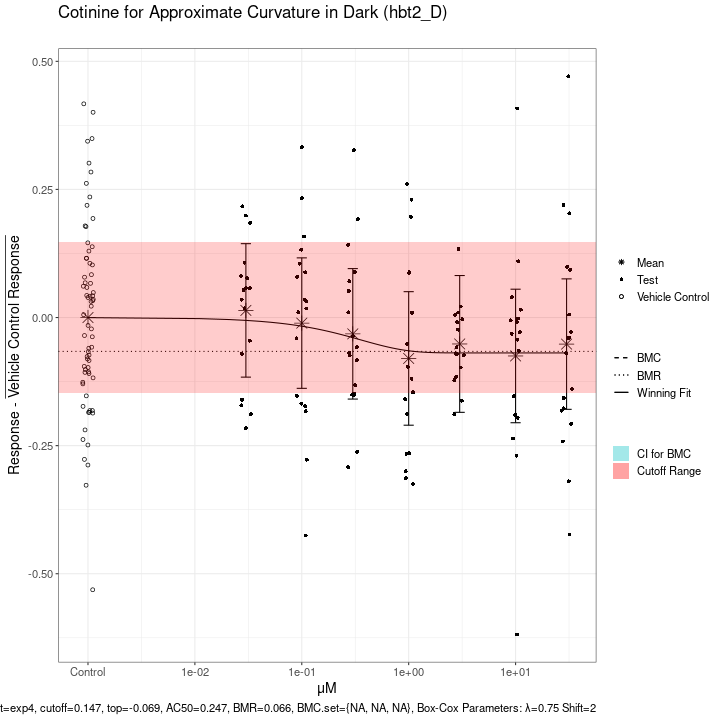 Cotinine for Approximate Curvature in Dark (hbt2_D)
Response - Vehicle Control Response
0.50
0.25
0.00
-0.25
-0.50
Control
1e-02
1e-01
1e+00
1e+01
μM
Mean
Test
Vehicle Control
BMC
BMR
Winning Fit
CI for BMC
Cutoff Range
t=exp4, cutoff=0.147, top=-0.069, AC50=0.247, BMR=0.066, BMC.set={NA, NA, NA}, Box-Cox Parameters: λ=0.75 Shift=2